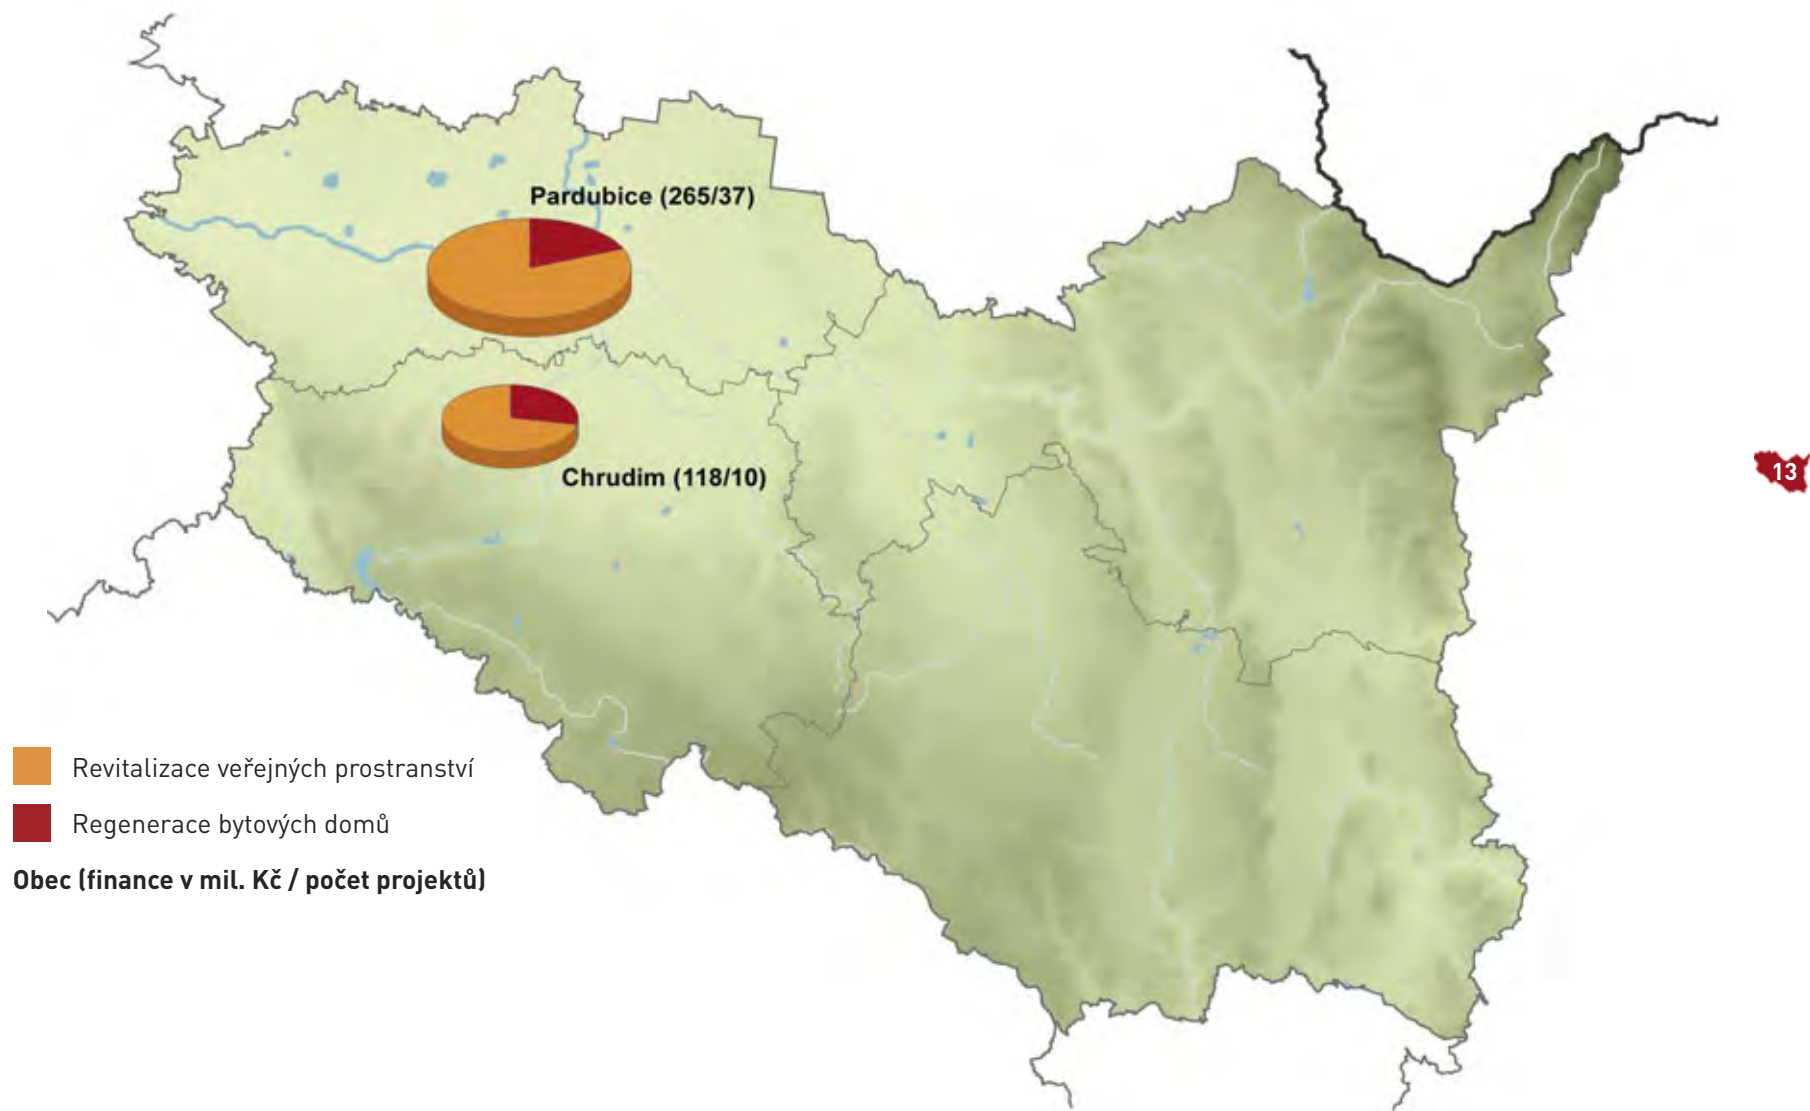 Pardubice (265/37)
Chrudim (118/10)
13
Revitalizace veřejných prostranství
Regenerace bytových domů
Obec (finance v mil. Kč / počet projektů)